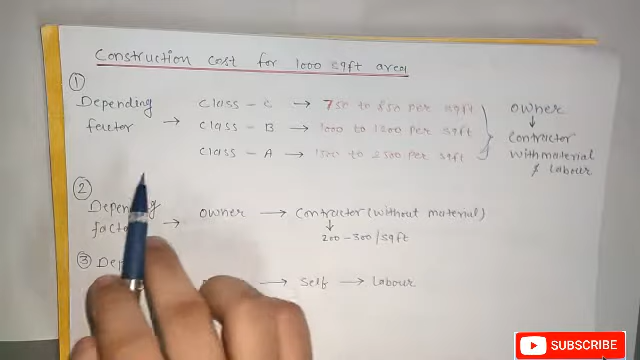 Construction cost for 1000 sqft area
①
Depending factor → Class - C → 750 to 850 per sqft
Class - B → 1000 to 1200 per sqft
Class - A → 1500 to 2500 per sqft
owner
↓
Contractor
with material
& Labour
②
Depending factor → owner → Contractor (without material)
↓
200 - 300 / sqft
③ Dep
→ Self → Labour
SUBSCRIBE